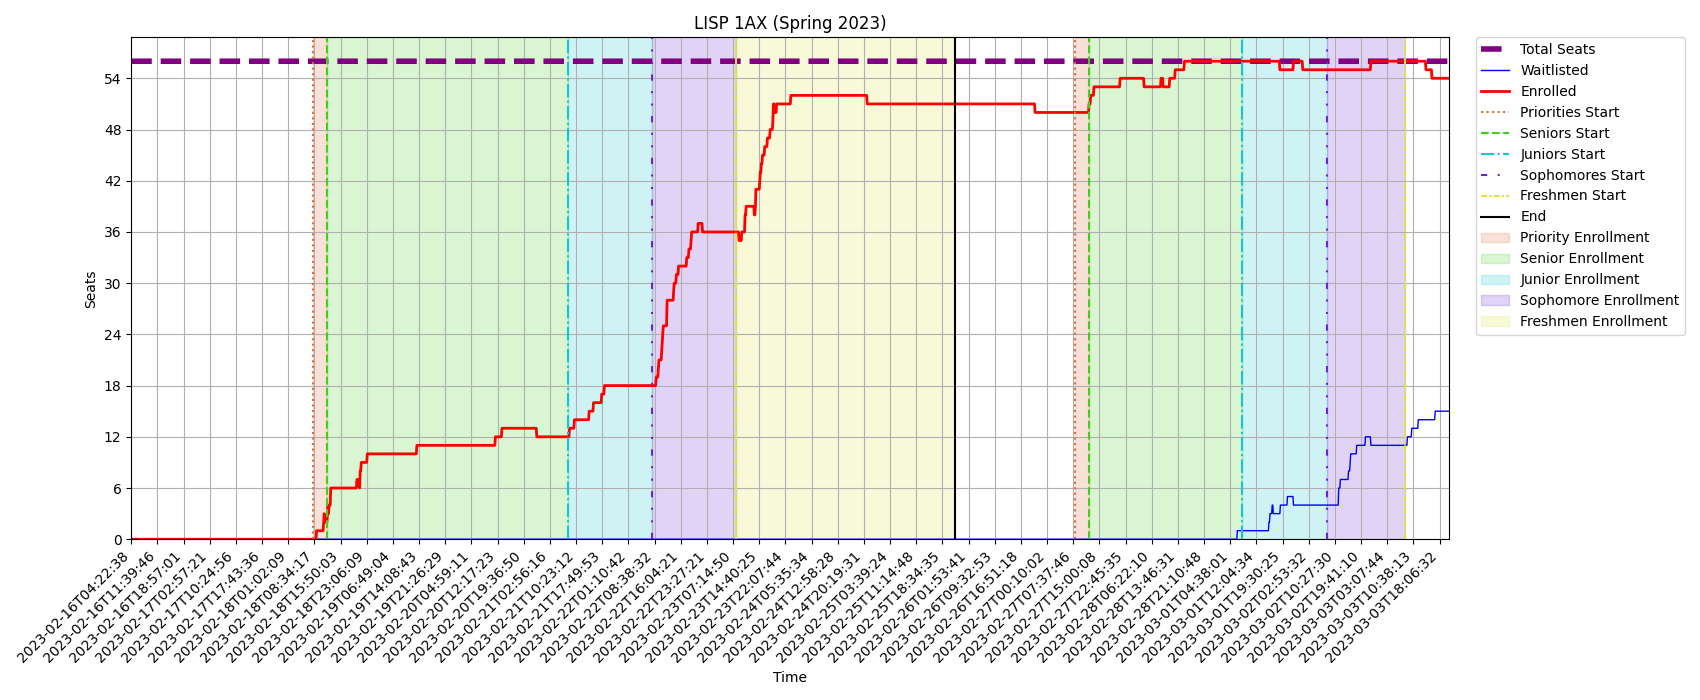 LISP 1AX (Spring 2023)
Total Seats
Waitlisted
Enrolled
Priorities Start
Seniors Start
Juniors Start
Sophomores Start
Freshmen Start
End
Priority Enrollment
Senior Enrollment
Junior Enrollment
Sophomore Enrollment
Freshmen Enrollment
Seats
54
48
42
36
30
24
18
12
6
0
2023-02-16T04:22:38
2023-02-16T11:39:46
2023-02-16T18:57:01
2023-02-17T02:57:21
2023-02-17T10:24:56
2023-02-17T17:43:36
2023-02-18T01:02:09
2023-02-18T08:34:17
2023-02-18T15:50:03
2023-02-18T23:06:09
2023-02-19T06:49:04
2023-02-19T14:08:43
2023-02-19T21:26:29
2023-02-20T04:59:11
2023-02-20T12:17:23
2023-02-20T19:36:50
2023-02-21T02:56:16
2023-02-21T10:23:12
2023-02-21T17:49:53
2023-02-22T01:10:42
2023-02-22T08:38:32
2023-02-22T16:04:21
2023-02-22T23:27:21
2023-02-23T07:14:50
2023-02-23T14:40:25
2023-02-23T22:07:44
2023-02-24T05:35:34
2023-02-24T12:58:28
2023-02-24T20:19:31
2023-02-25T03:39:24
2023-02-25T11:14:48
2023-02-25T18:34:35
2023-02-26T01:53:41
2023-02-26T09:32:53
2023-02-26T16:51:18
2023-02-27T00:10:02
2023-02-27T07:37:46
2023-02-27T15:00:08
2023-02-27T22:45:35
2023-02-28T06:22:10
2023-02-28T13:46:31
2023-02-28T21:10:48
2023-03-01T04:38:01
2023-03-01T12:04:34
2023-03-01T19:30:25
2023-03-02T02:53:32
2023-03-02T10:27:30
2023-03-02T19:41:10
2023-03-03T03:07:44
2023-03-03T10:38:13
2023-03-03T18:06:32
Time